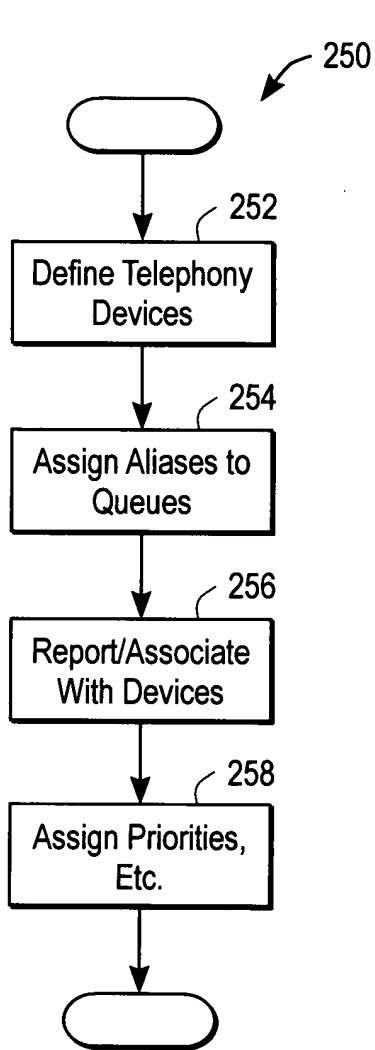 250
252
Define Telephony
Devices
254
Assign Aliases to
Queues
256
Report/Associate
With Devices
258
Assign Priorities,
Etc.